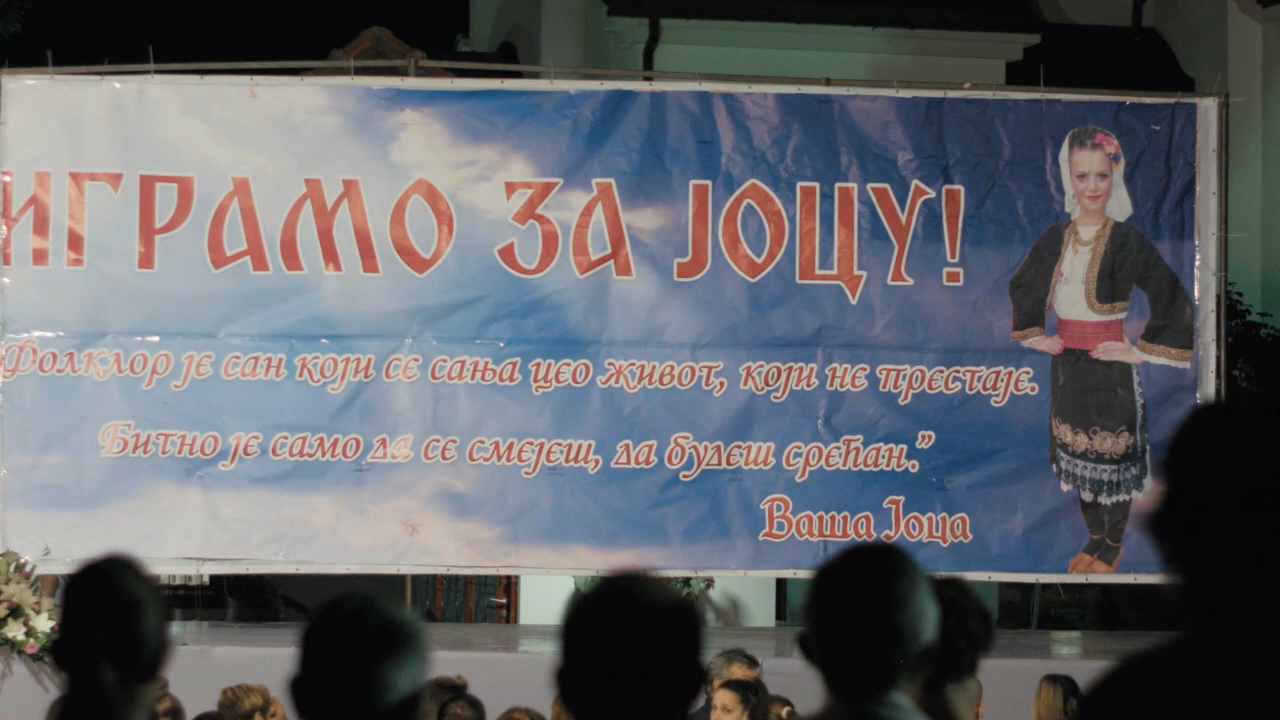 ИГРАМО ЗА ЈОЦУ!
Фолклор је сан који се сања цео живот, који не престаје.
Битно је само да се смејеш, да будеш срећан.”
Ваша Јоца